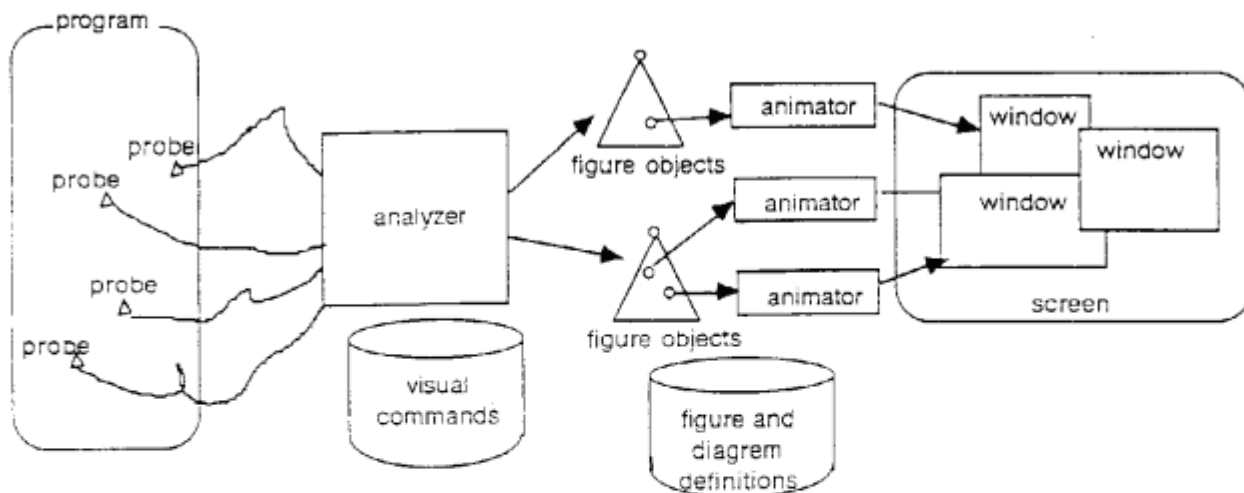 program
probe
probe
probe
probe
analyzer
visual
commands
figure objects
figure objects
figure and
diagrem
definitions
animator
animator
animator
window
window
window
screen